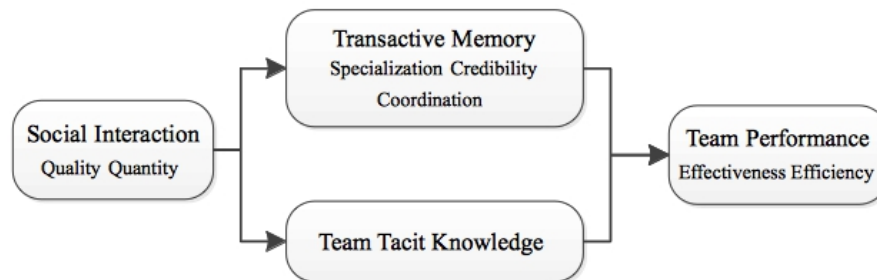 Transactive Memory
Specialization Credibility
Coordination
Social Interaction
Quality Quantity
Team Performance
Effectiveness Efficiency
Team Tacit Knowledge